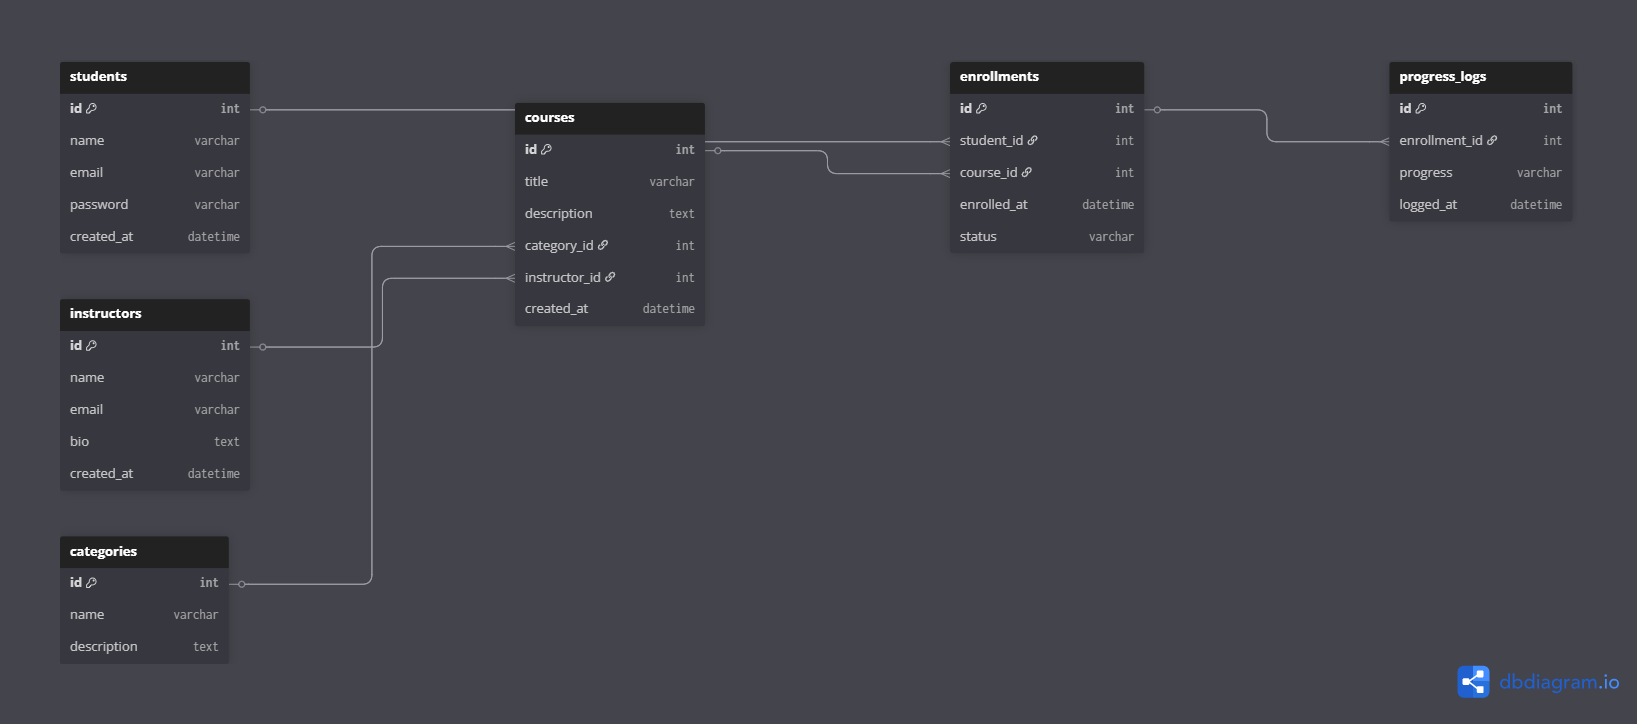 students
id int
name varchar
email varchar
password varchar
created_at datetime
instructors
id int
name varchar
email varchar
bio text
created_at datetime
categories
id int
name varchar
description text
courses
id int
title varchar
description text
category_id int
instructor_id int
created_at datetime
enrollments
id int
student_id int
course_id int
enrolled_at datetime
status varchar
progress_logs
id int
enrollment_id int
progress varchar
logged_at datetime
dbdiagram.io